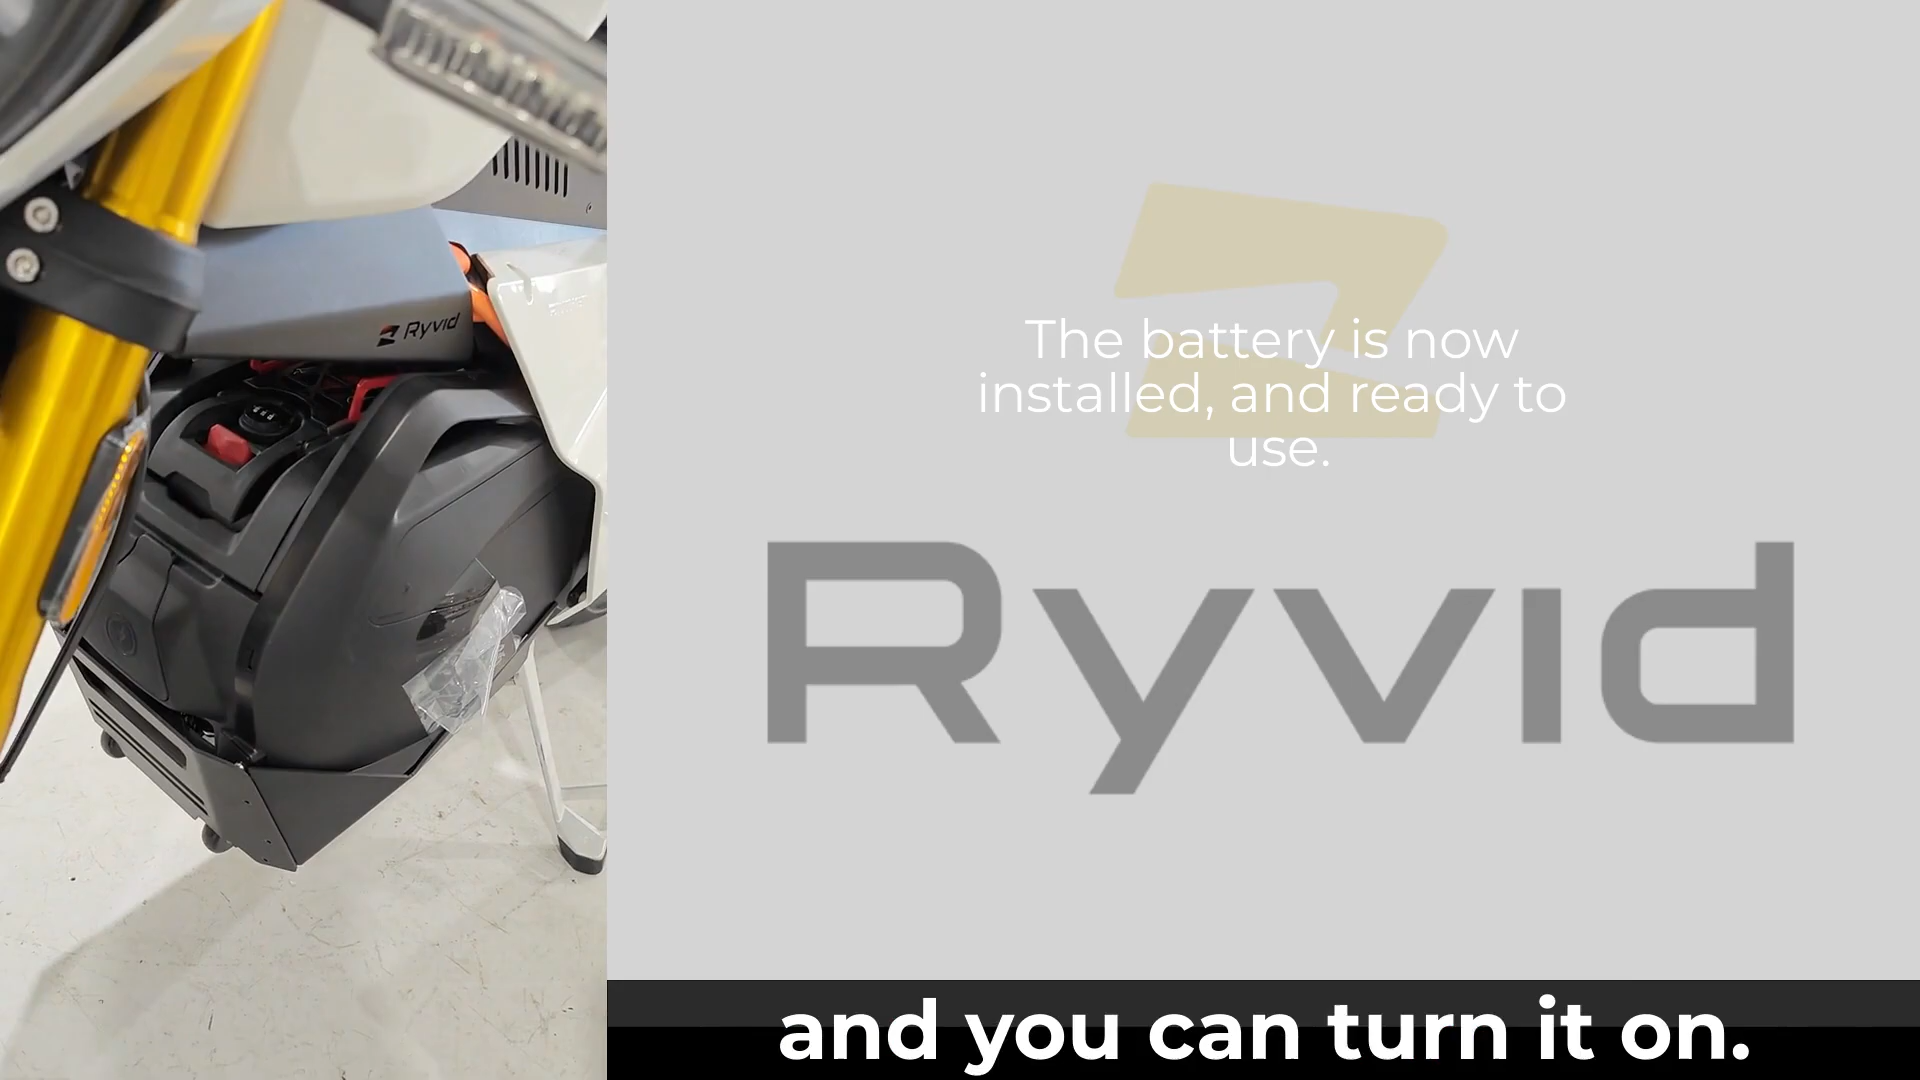 Ryvid
The battery is now
installed, and ready to
use.
Ryvid
and you can turn it on.